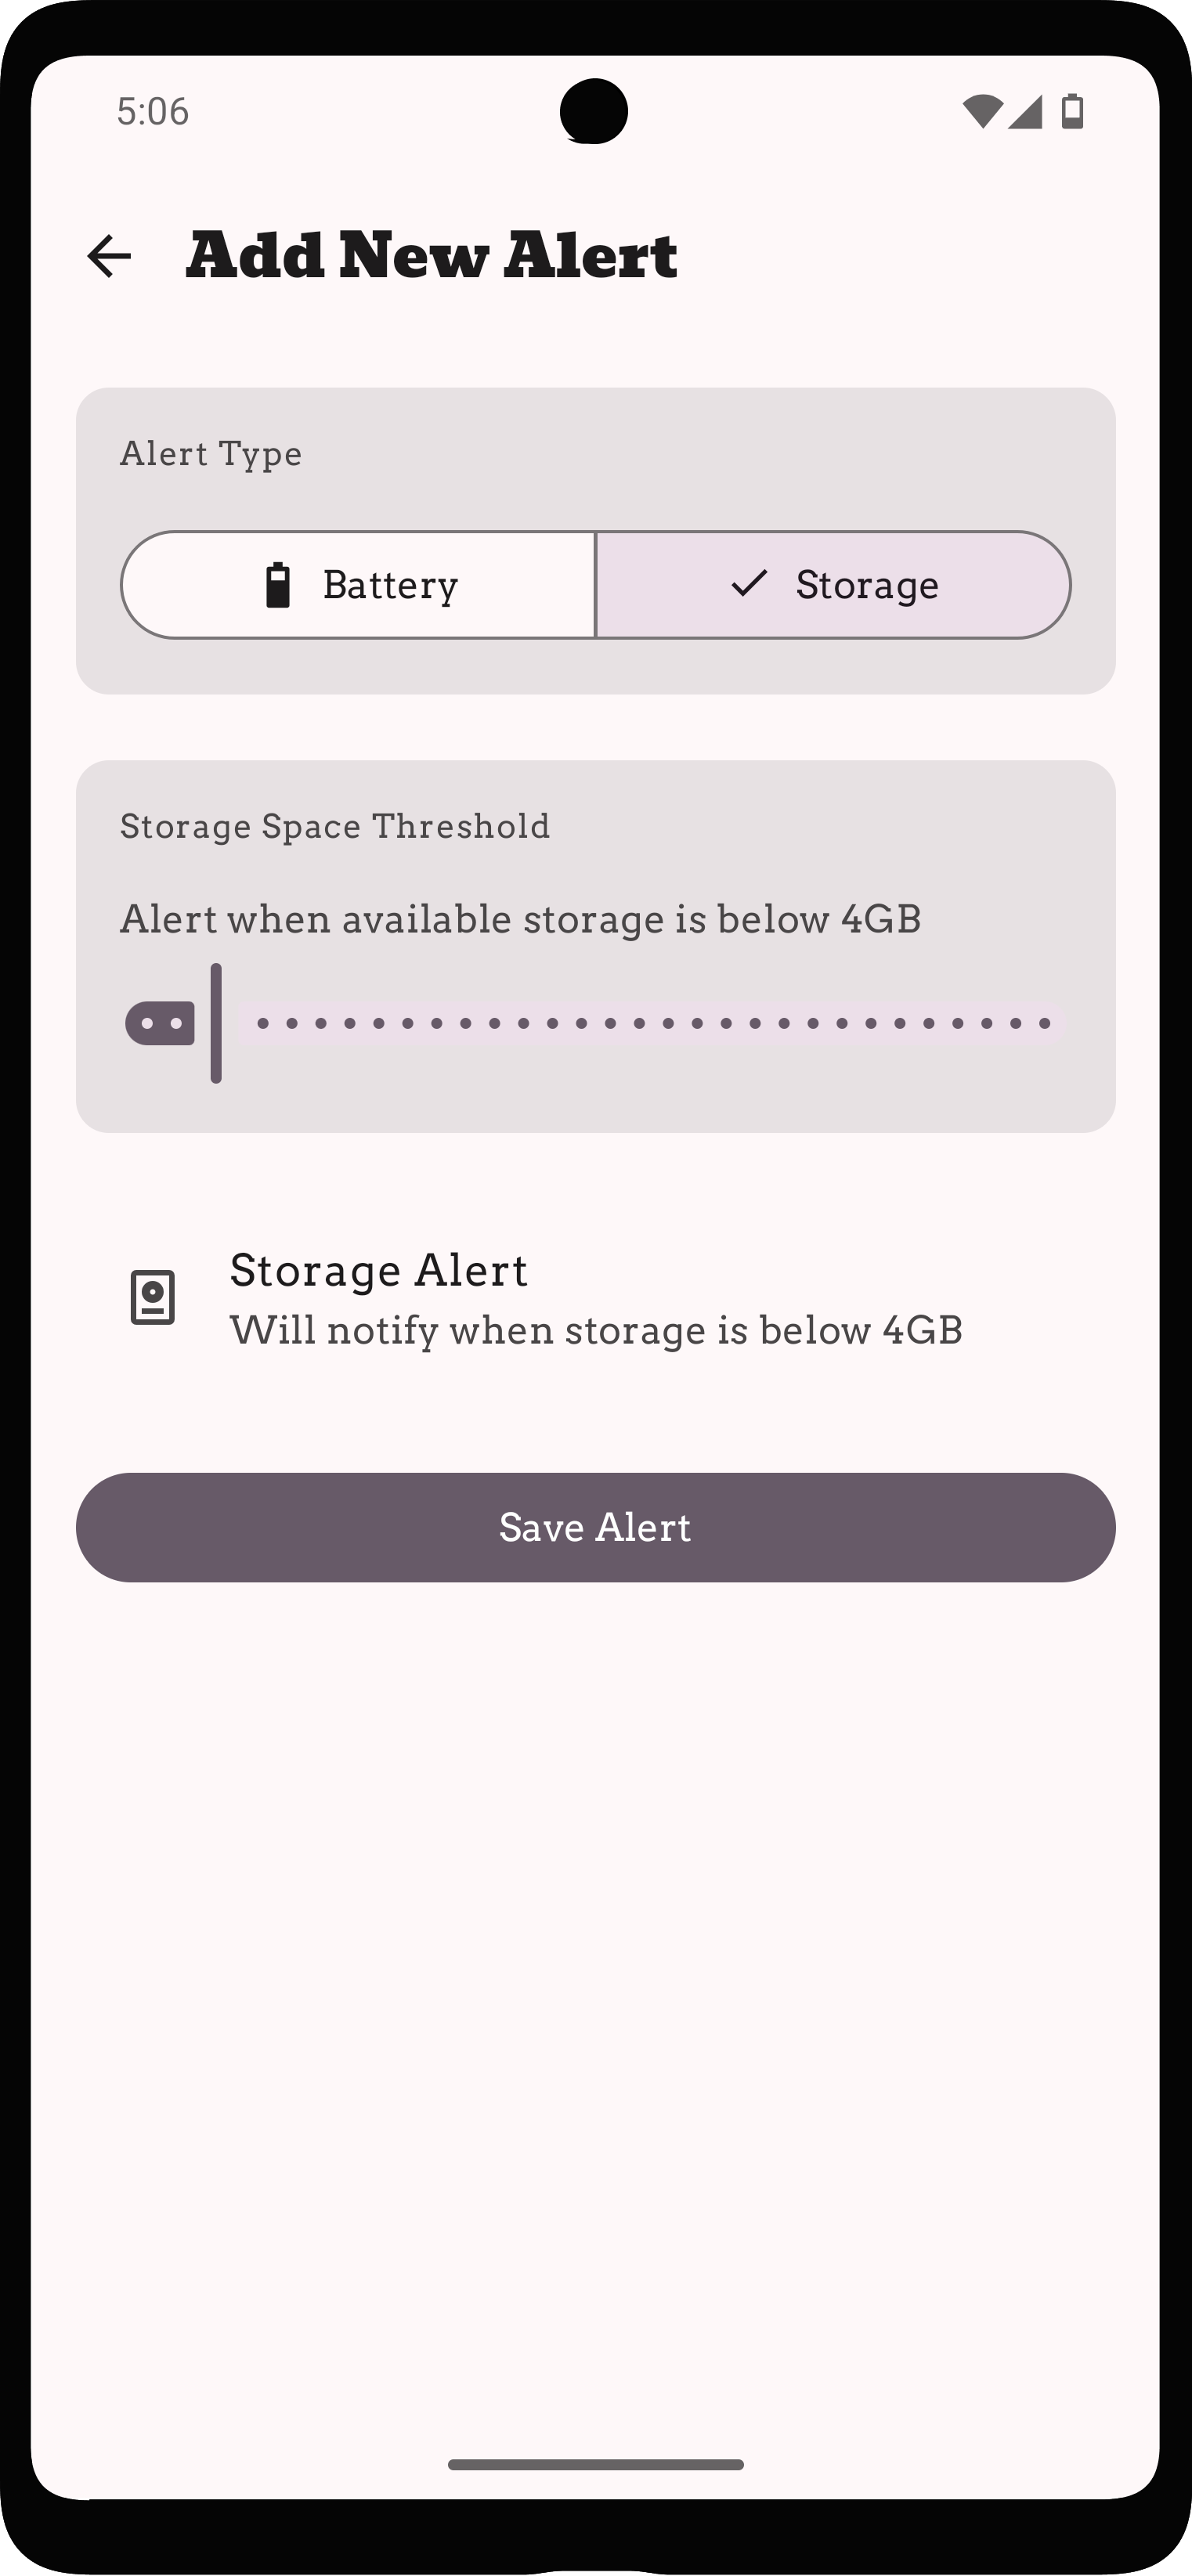 5:06
Add New Alert
Alert Type
Battery
Storage
Storage Space Threshold
Alert when available storage is below 4GB
Storage Alert
Will notify when storage is below 4GB
Save Alert